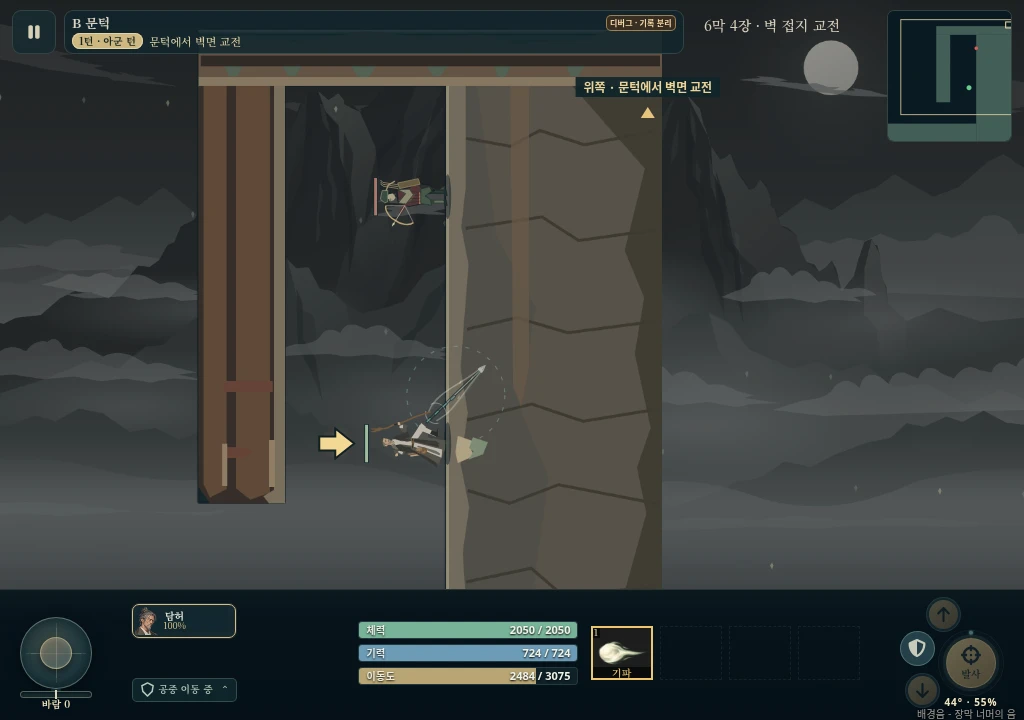 B 문턱
디버그 · 기록 분리
1턴 · 아군 턴 문턱에서 벽면 교전
6막 4장 · 벽 접지 교전
위쪽 · 문턱에서 벽면 교전
담허
100%
공중 이동 중
바람 0
체력 2050 / 2050
기력 724 / 724
이동도 2484 / 3075
1
기파
발사
44° · 55%
배경음 - 장막 너머의 음